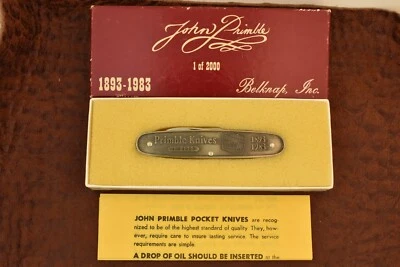 John Primble
1 of 2000
1893-1983
Belknap, Inc.
Primble Knives
JOHN PRIMBLE POCKET KNIVES are recog-
nized to be of the highest standard of quality. They, how-
ever, require care to insure lasting service. The service
requirements are simple.
A DROP OF OIL SHOULD BE INSERTED at the